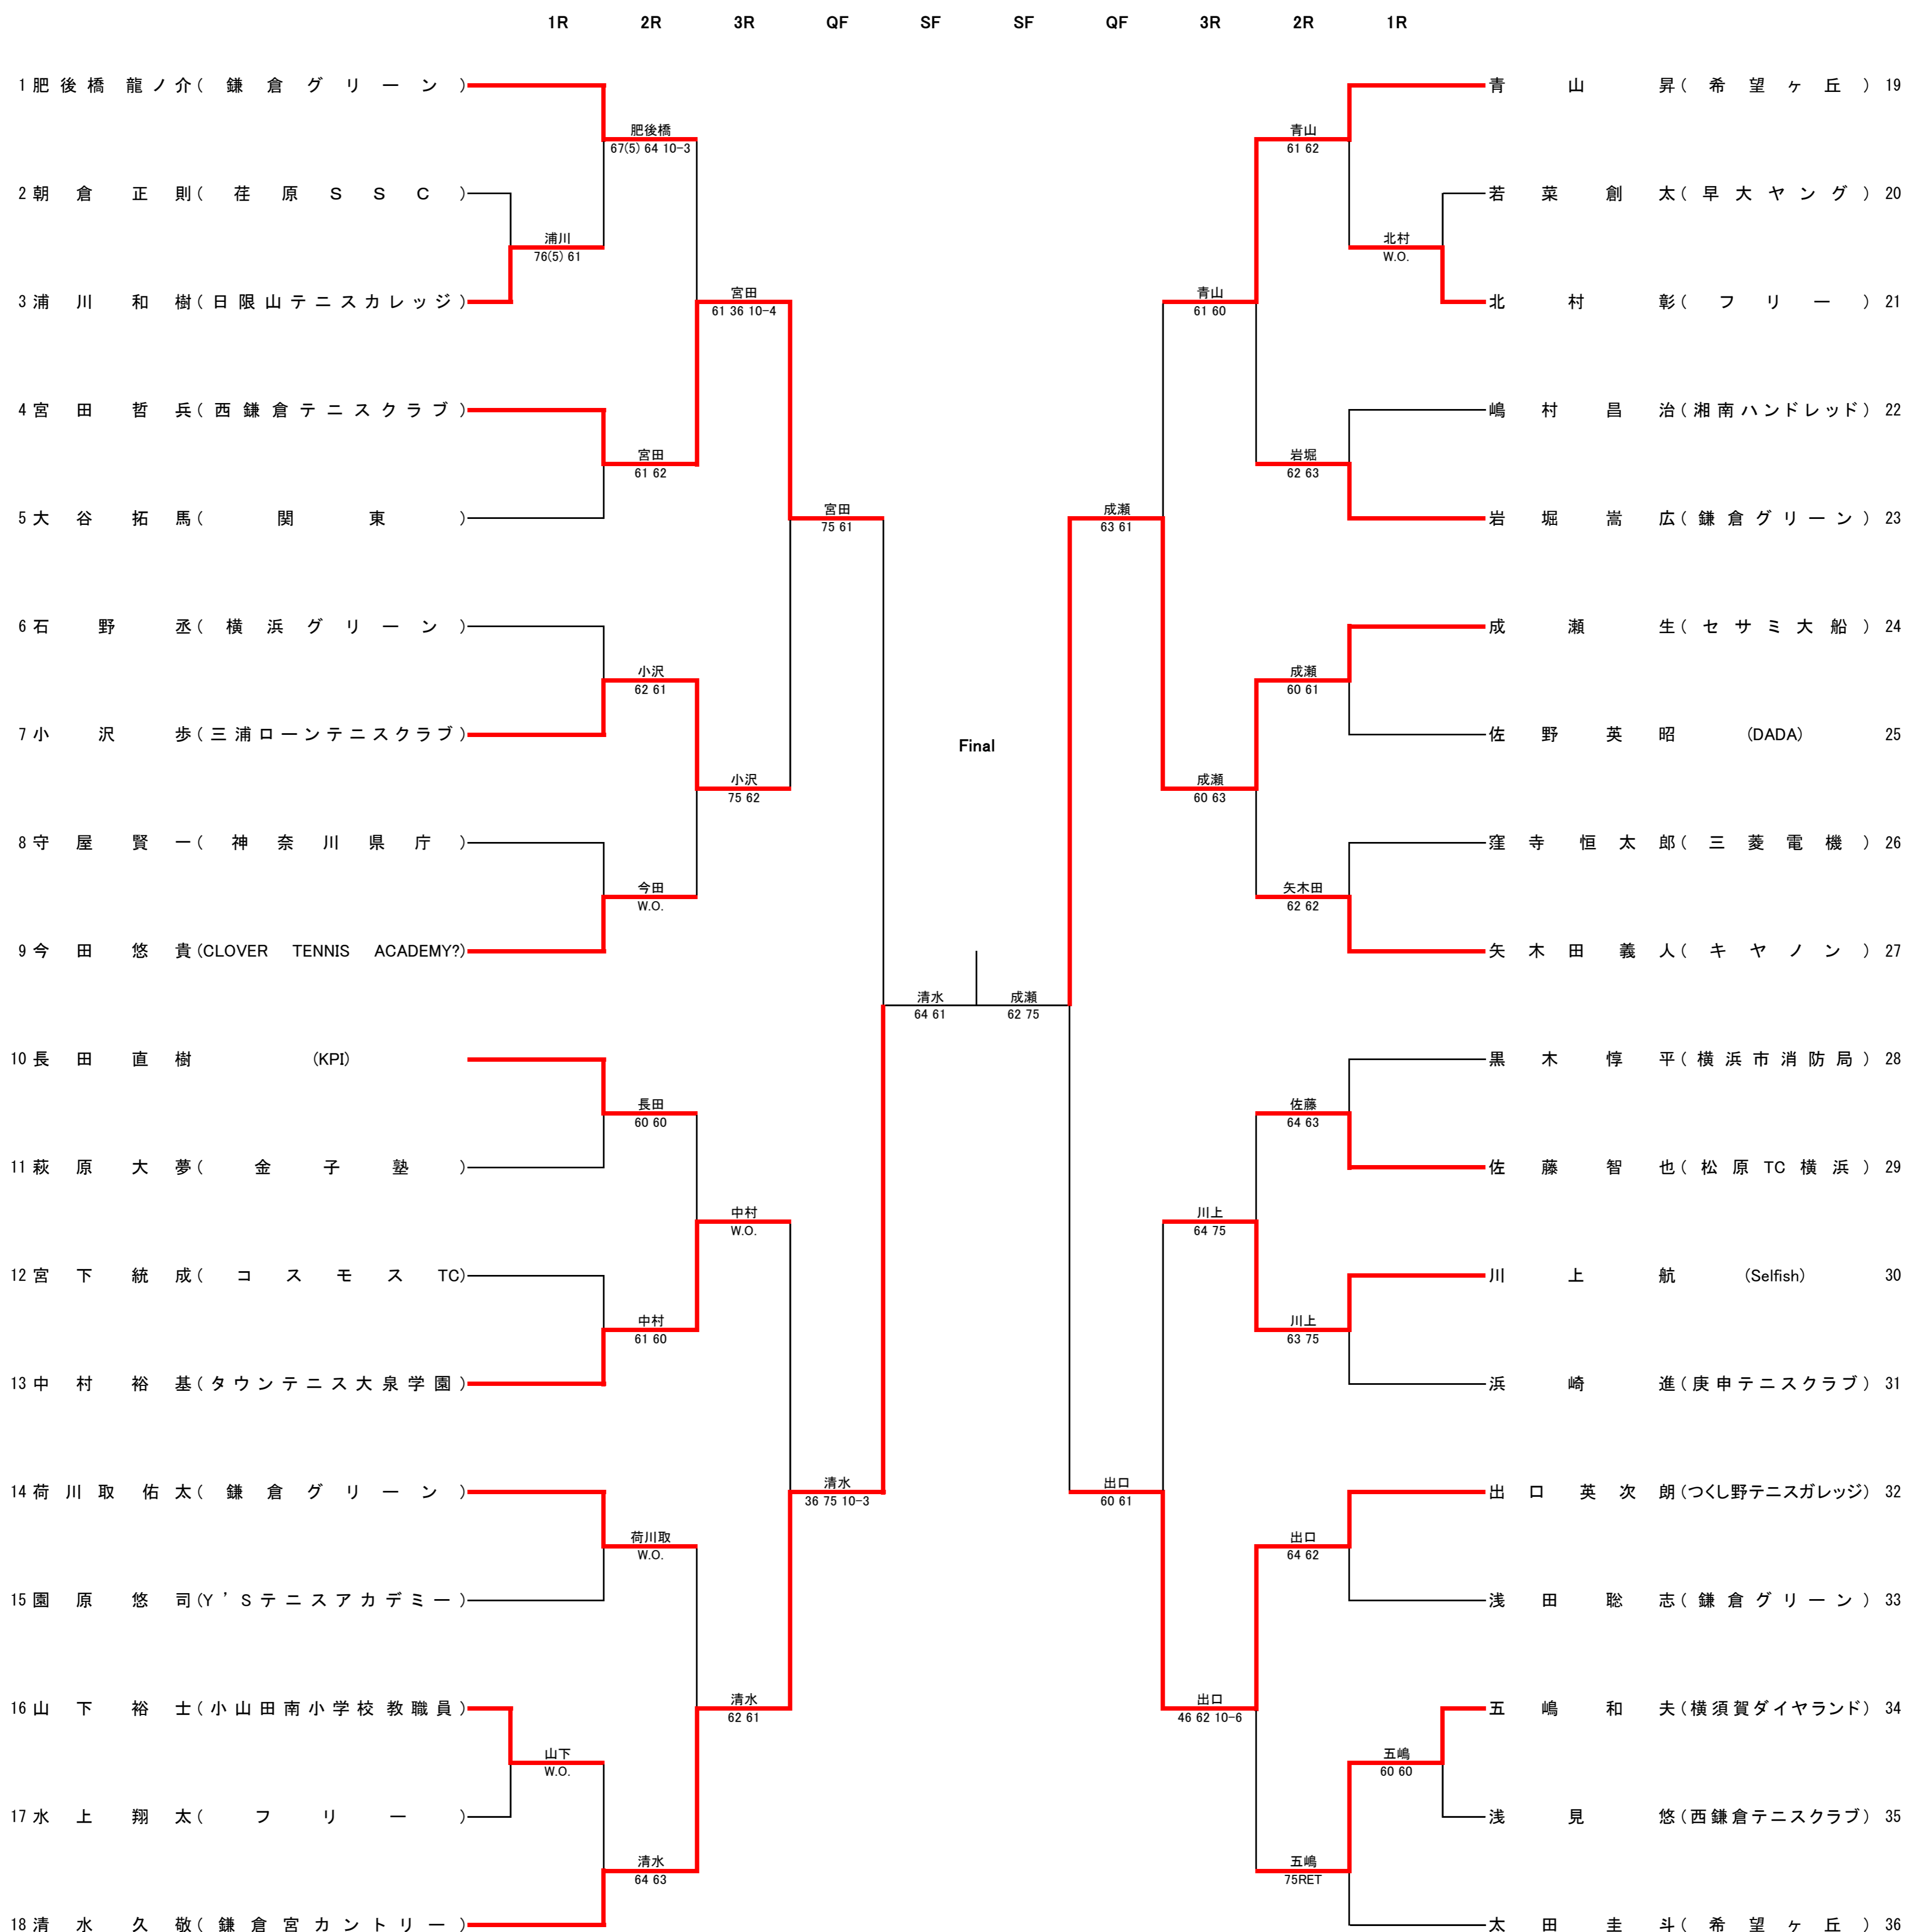 1R 2R 3R QF SF SF QF 3R 2R 1R
1 肥後橋龍ノ介(鎌倉グリーン) 青山昇(希望ヶ丘) 19
肥後橋 青山
67(5) 64 10-3 61 62
2 朝倉正則(荏原SSC) 若菜創太(早大ヤング) 20
浦川 北村
76(5) 61 W.O.
3 浦川和樹(日限山テニスカレッジ) 宮田 青山 北村彰(フリー) 21
61 36 10-4 61 60
4 宮田哲兵(西鎌倉テニスクラブ) 嶋村昌治(湘南ハンドレッド) 22
宮田 岩堀
61 62 62 63
5 大谷拓馬(関東) 宮田 成瀬 岩堀嵩広(鎌倉グリーン) 23
75 61 63 61
6 石野丞(横浜グリーン) 成瀬生(セサミ大船) 24
小沢 成瀬
62 61 60 61
7 小沢歩(三浦ローンテニスクラブ) 佐野英昭(DADA) 25
Final
小沢 成瀬
75 62 60 63
8 守屋賢一(神奈川県庁) 窪寺恒太郎(三菱電機) 26
今田 矢木田
W.O. 62 62
9 今田悠貴(CLOVER TENNIS ACADEMY?) 矢木田義人(キヤノン) 27
清水 成瀬
64 61 62 75
10 長田直樹(KPI) 黒木惇平(横浜市消防局) 28
長田 佐藤
60 60 64 63
11 萩原大夢(金子塾) 佐藤智也(松原TC横浜) 29
中村 川上
W.O. 64 75
12 宮下統成(コスモスTC) 川上航(Selfish) 30
中村 川上
61 60 63 75
13 中村裕基(タウンテニス大泉学園) 浜崎進(庚申テニスクラブ) 31
14 荷川取佑太(鎌倉グリーン) 清水 出口 出口英次朗(つくし野テニスガレッジ) 32
36 75 10-3 60 61
荷川取 出口
W.O. 64 62
15 園原悠司(Y'Sテニスアカデミー) 浅田聡志(鎌倉グリーン) 33
16 山下裕士(小山田南小学校教職員) 清水 出口 五嶋和夫(横須賀ダイヤランド) 34
62 61 46 62 10-6
山下 五嶋
W.O. 60 60
17 水上翔太(フリー) 浅見悠(西鎌倉テニスクラブ) 35
清水 五嶋
64 63 75RET
18 清水久敬(鎌倉宮カントリー) 太田圭斗(希望ヶ丘) 36